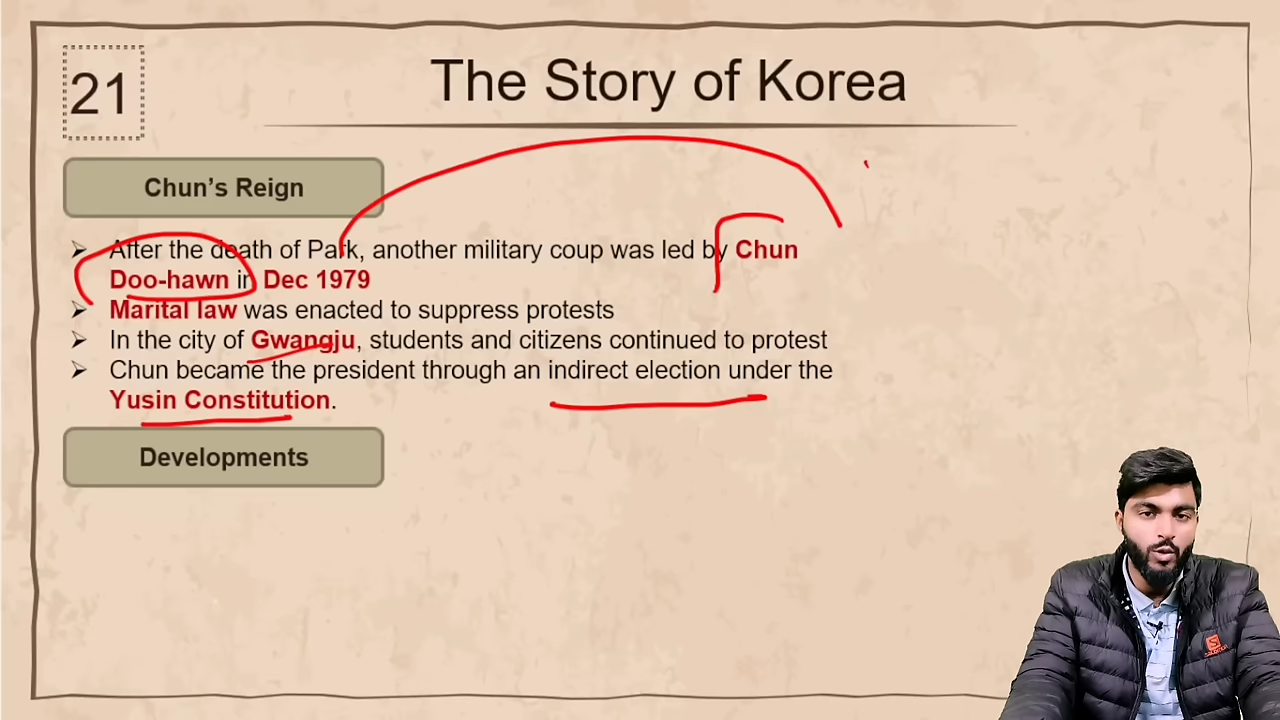 21
The Story of Korea
Chun's Reign
➢ After the death of Park, another military coup was led by Chun
Doo-hawn in Dec 1979
➢ Marital law was enacted to suppress protests
➢ In the city of Gwangju, students and citizens continued to protest
➢ Chun became the president through an indirect election under the
Yusin Constitution.
Developments